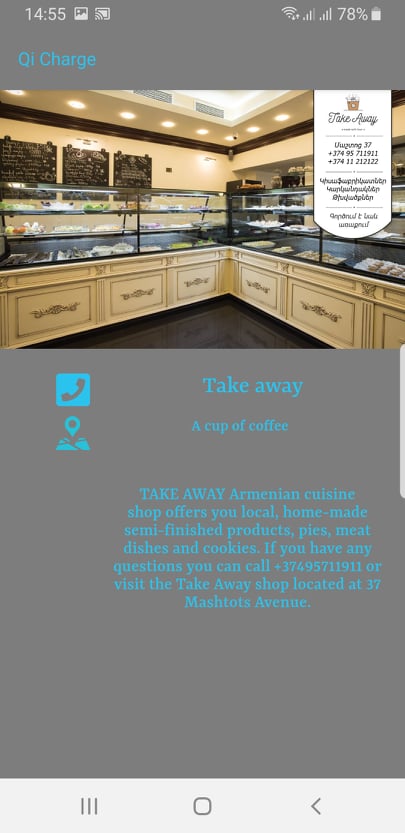 14:55
78%
Qi Charge
Take Away
Մաշտոց 37
+374 95 711911
+374 11 212122
Կիսաֆաբրիկատներ
Կարկանդակներ
Թխվածքներ
Գործում է նաև
առաքում
Take away
A cup of coffee
TAKE AWAY Armenian cuisine
shop offers you local, home-made
semi-finished products, pies, meat
dishes and cookies. If you have any
questions you can call +37495711911 or
visit the Take Away shop located at 37
Mashtots Avenue.